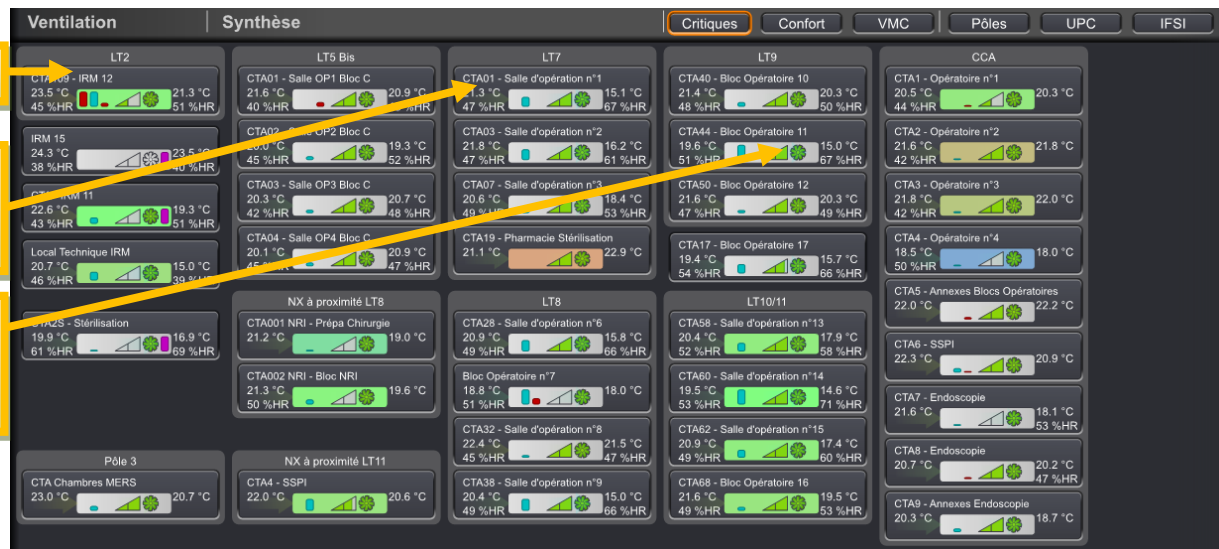 Ventilation
Synthèse
Critiques
Confort
VMC
Pôles
UPC
IFSI
LT2
IRM 12
23.5 °C 21.3 °C
45 %HR 51 %HR
IRM 15
24.3 °C 23.5 °C
38 %HR 40 %HR
IRM 11
22.6 °C 19.3 °C
43 %HR 51 %HR
Local Technique IRM
20.7 °C 15.0 °C
46 %HR 39 %HR
Stérilisation
19.9 °C 16.9 °C
61 %HR 69 %HR
Pôle 3
CTA Chambres MERS
23.0 °C 20.7 °C
LT5 Bis
CTA01 - Salle OP1 Bloc C
21.6 °C 20.9 °C
40 %HR %HR
CTA02 - Salle OP2 Bloc C
19.3 °C
45 %HR 52 %HR
CTA03 - Salle OP3 Bloc C
20.3 °C 20.7 °C
42 %HR 48 %HR
CTA04 - Salle OP4 Bloc C
20.1 °C 20.9 °C
45 %HR 47 %HR
NX à proximité LT8
CTA001 NRI - Prépa Chirurgie
21.2 °C 19.0 °C
CTA002 NRI - Bloc NRI
21.3 °C 19.6 °C
50 %HR
NX à proximité LT11
CTA4 - SSPI
22.0 °C 20.6 °C
LT7
CTA01 - Salle d'opération n°1
21.3 °C 15.1 °C
47 %HR 67 %HR
CTA03 - Salle d'opération n°2
21.8 °C 16.2 °C
47 %HR 61 %HR
CTA07 - Salle d'opération n°3
20.6 °C 18.4 °C
49 %HR 53 %HR
CTA19 - Pharmacie Stérilisation
21.1 °C 22.9 °C
LT8
CTA28 - Salle d'opération n°6
20.9 °C 15.8 °C
49 %HR 66 %HR
Bloc Opératoire n°7
18.8 °C 18.0 °C
51 %HR
CTA32 - Salle d'opération n°8
22.4 °C 21.5 °C
45 %HR 47 %HR
CTA38 - Salle d'opération n°9
20.4 °C 15.0 °C
49 %HR 66 %HR
LT9
CTA40 - Bloc Opératoire 10
21.4 °C 20.3 °C
48 %HR 50 %HR
CTA44 - Bloc Opératoire 11
19.6 °C 15.0 °C
51 %HR 67 %HR
CTA50 - Bloc Opératoire 12
21.6 °C 20.3 °C
47 %HR 49 %HR
CTA17 - Bloc Opératoire 17
19.4 °C 15.7 °C
54 %HR 66 %HR
LT10/11
CTA58 - Salle d'opération n°13
20.4 °C 17.9 °C
52 %HR 58 %HR
CTA60 - Salle d'opération n°14
19.5 °C 14.6 °C
53 %HR 71 %HR
CTA62 - Salle d'opération n°15
20.9 °C 17.4 °C
49 %HR 60 %HR
CTA68 - Bloc Opératoire 16
21.6 °C 19.5 °C
49 %HR 53 %HR
CCA
CTA1 - Opératoire n°1
20.5 °C 20.3 °C
44 %HR
CTA2 - Opératoire n°2
21.6 °C 21.8 °C
42 %HR
CTA3 - Opératoire n°3
21.8 °C 22.0 °C
42 %HR
CTA4 - Opératoire n°4
18.5 °C 18.0 °C
50 %HR
CTA5 - Annexes Blocs Opératoires
22.0 °C 22.2 °C
CTA6 - SSPI
22.3 °C 20.9 °C
CTA7 - Endoscopie
21.6 °C 18.1 °C
53 %HR
CTA8 - Endoscopie
20.7 °C 20.2 °C
47 %HR
CTA9 - Annexes Endoscopie
20.3 °C 18.7 °C